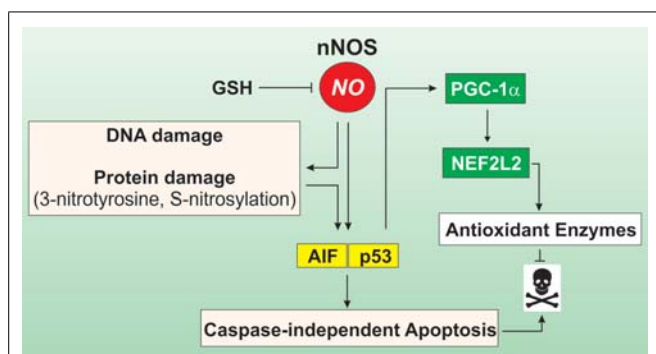 nNOS
GSH
NO
PGC-1α
DNA damage
Protein damage
(3-nitrotyrosine, S-nitrosylation)
NEF2L2
Antioxidant Enzymes
AIF p53
Caspase-independent Apoptosis